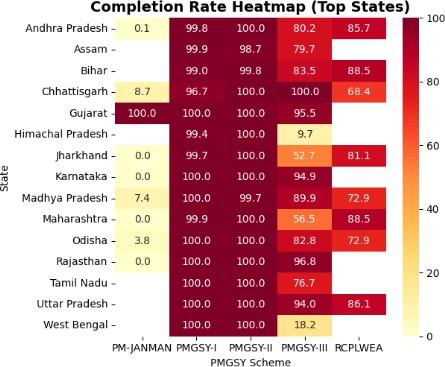 Completion Rate Heatmap (Top States)
Andhra Pradesh 0.1 99.8 100.0 80.2 85.7
Assam 99.9 98.7 79.7
Bihar 99.0 99.8 83.5 88.5
Chhattisgarh 8.7 96.7 100.0 100.0 68.4
Gujarat 100.0 100.0 100.0 95.5
Himachal Pradesh 99.4 100.0 9.7
Jharkhand 0.0 99.7 100.0 52.7 81.1
Karnataka 0.0 100.0 100.0 94.9
Madhya Pradesh 7.4 100.0 99.7 89.9 72.9
Maharashtra 0.0 99.9 100.0 56.5 88.5
Odisha 3.8 100.0 100.0 82.8 72.9
Rajasthan 0.0 100.0 100.0 96.8
Tamil Nadu 100.0 100.0 76.7
Uttar Pradesh 100.0 100.0 94.0 86.1
West Bengal 100.0 100.0 18.2
PM-JANMAN PMGSY-I PMGSY-II PMGSY-III RCPLWEA
PMGSY Scheme
State
100
80
60
40
20
0